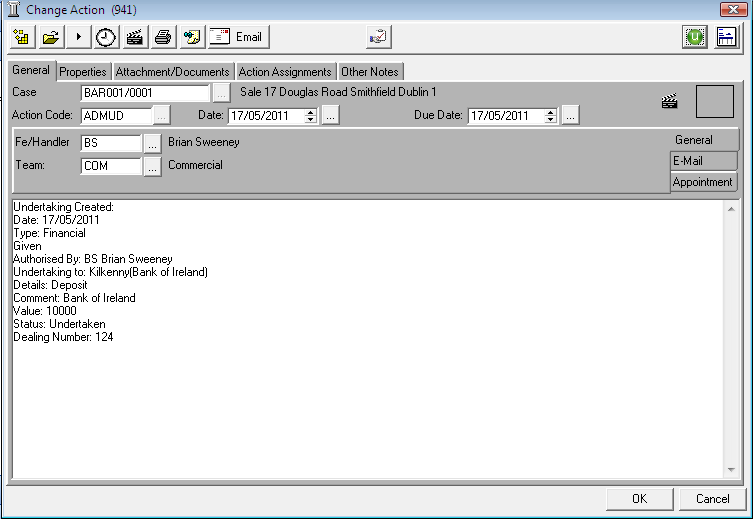 Change Action (941)
Email
General Properties Attachment/Documents Action Assignments Other Notes
Case BAR001/0001 ... Sale 17 Douglas Road Smithfield Dublin 1
Action Code: ADMUD ... Date: 17/05/2011 ... Due Date: 17/05/2011 ...
Fe/Handler BS ... Brian Sweeney General
Team: COM ... Commercial E-Mail
Appointment
Undertaking Created:
Date: 17/05/2011
Type: Financial
Given
Authorised By: BS Brian Sweeney
Undertaking to: Kilkenny(Bank of Ireland)
Details: Deposit
Comment: Bank of Ireland
Value: 10000
Status: Undertaken
Dealing Number: 124
OK Cancel